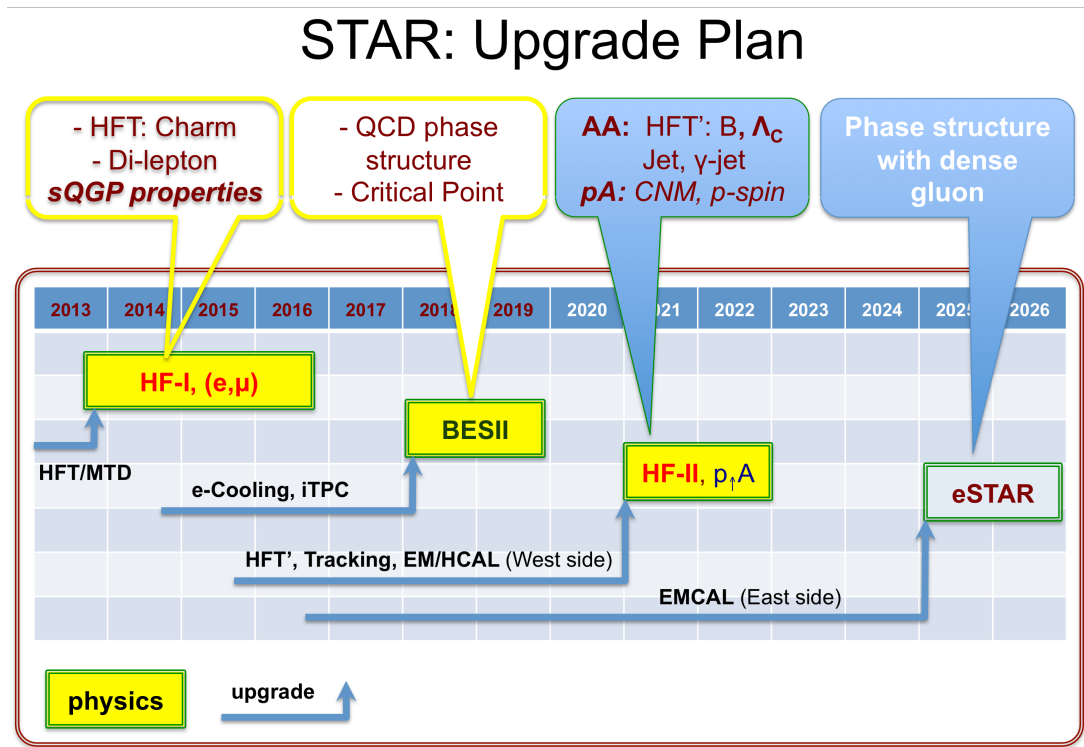 STAR: Upgrade Plan
- HFT: Charm
- Di-lepton
sQGP properties
- QCD phase
structure
- Critical Point
AA: HFT’: B, Λc
Jet, γ-jet
pA: CNM, p-spin
Phase structure
with dense
gluon
2013 2014 2015 2016 2017 2018 2019 2020 2021 2022 2023 2024 2025 2026
HF-I, (e,μ)
BESII
HFT/MTD
HF-II, p↑A
e-Cooling, iTPC
eSTAR
HFT’, Tracking, EM/HCAL (West side)
EMCAL (East side)
physics
upgrade